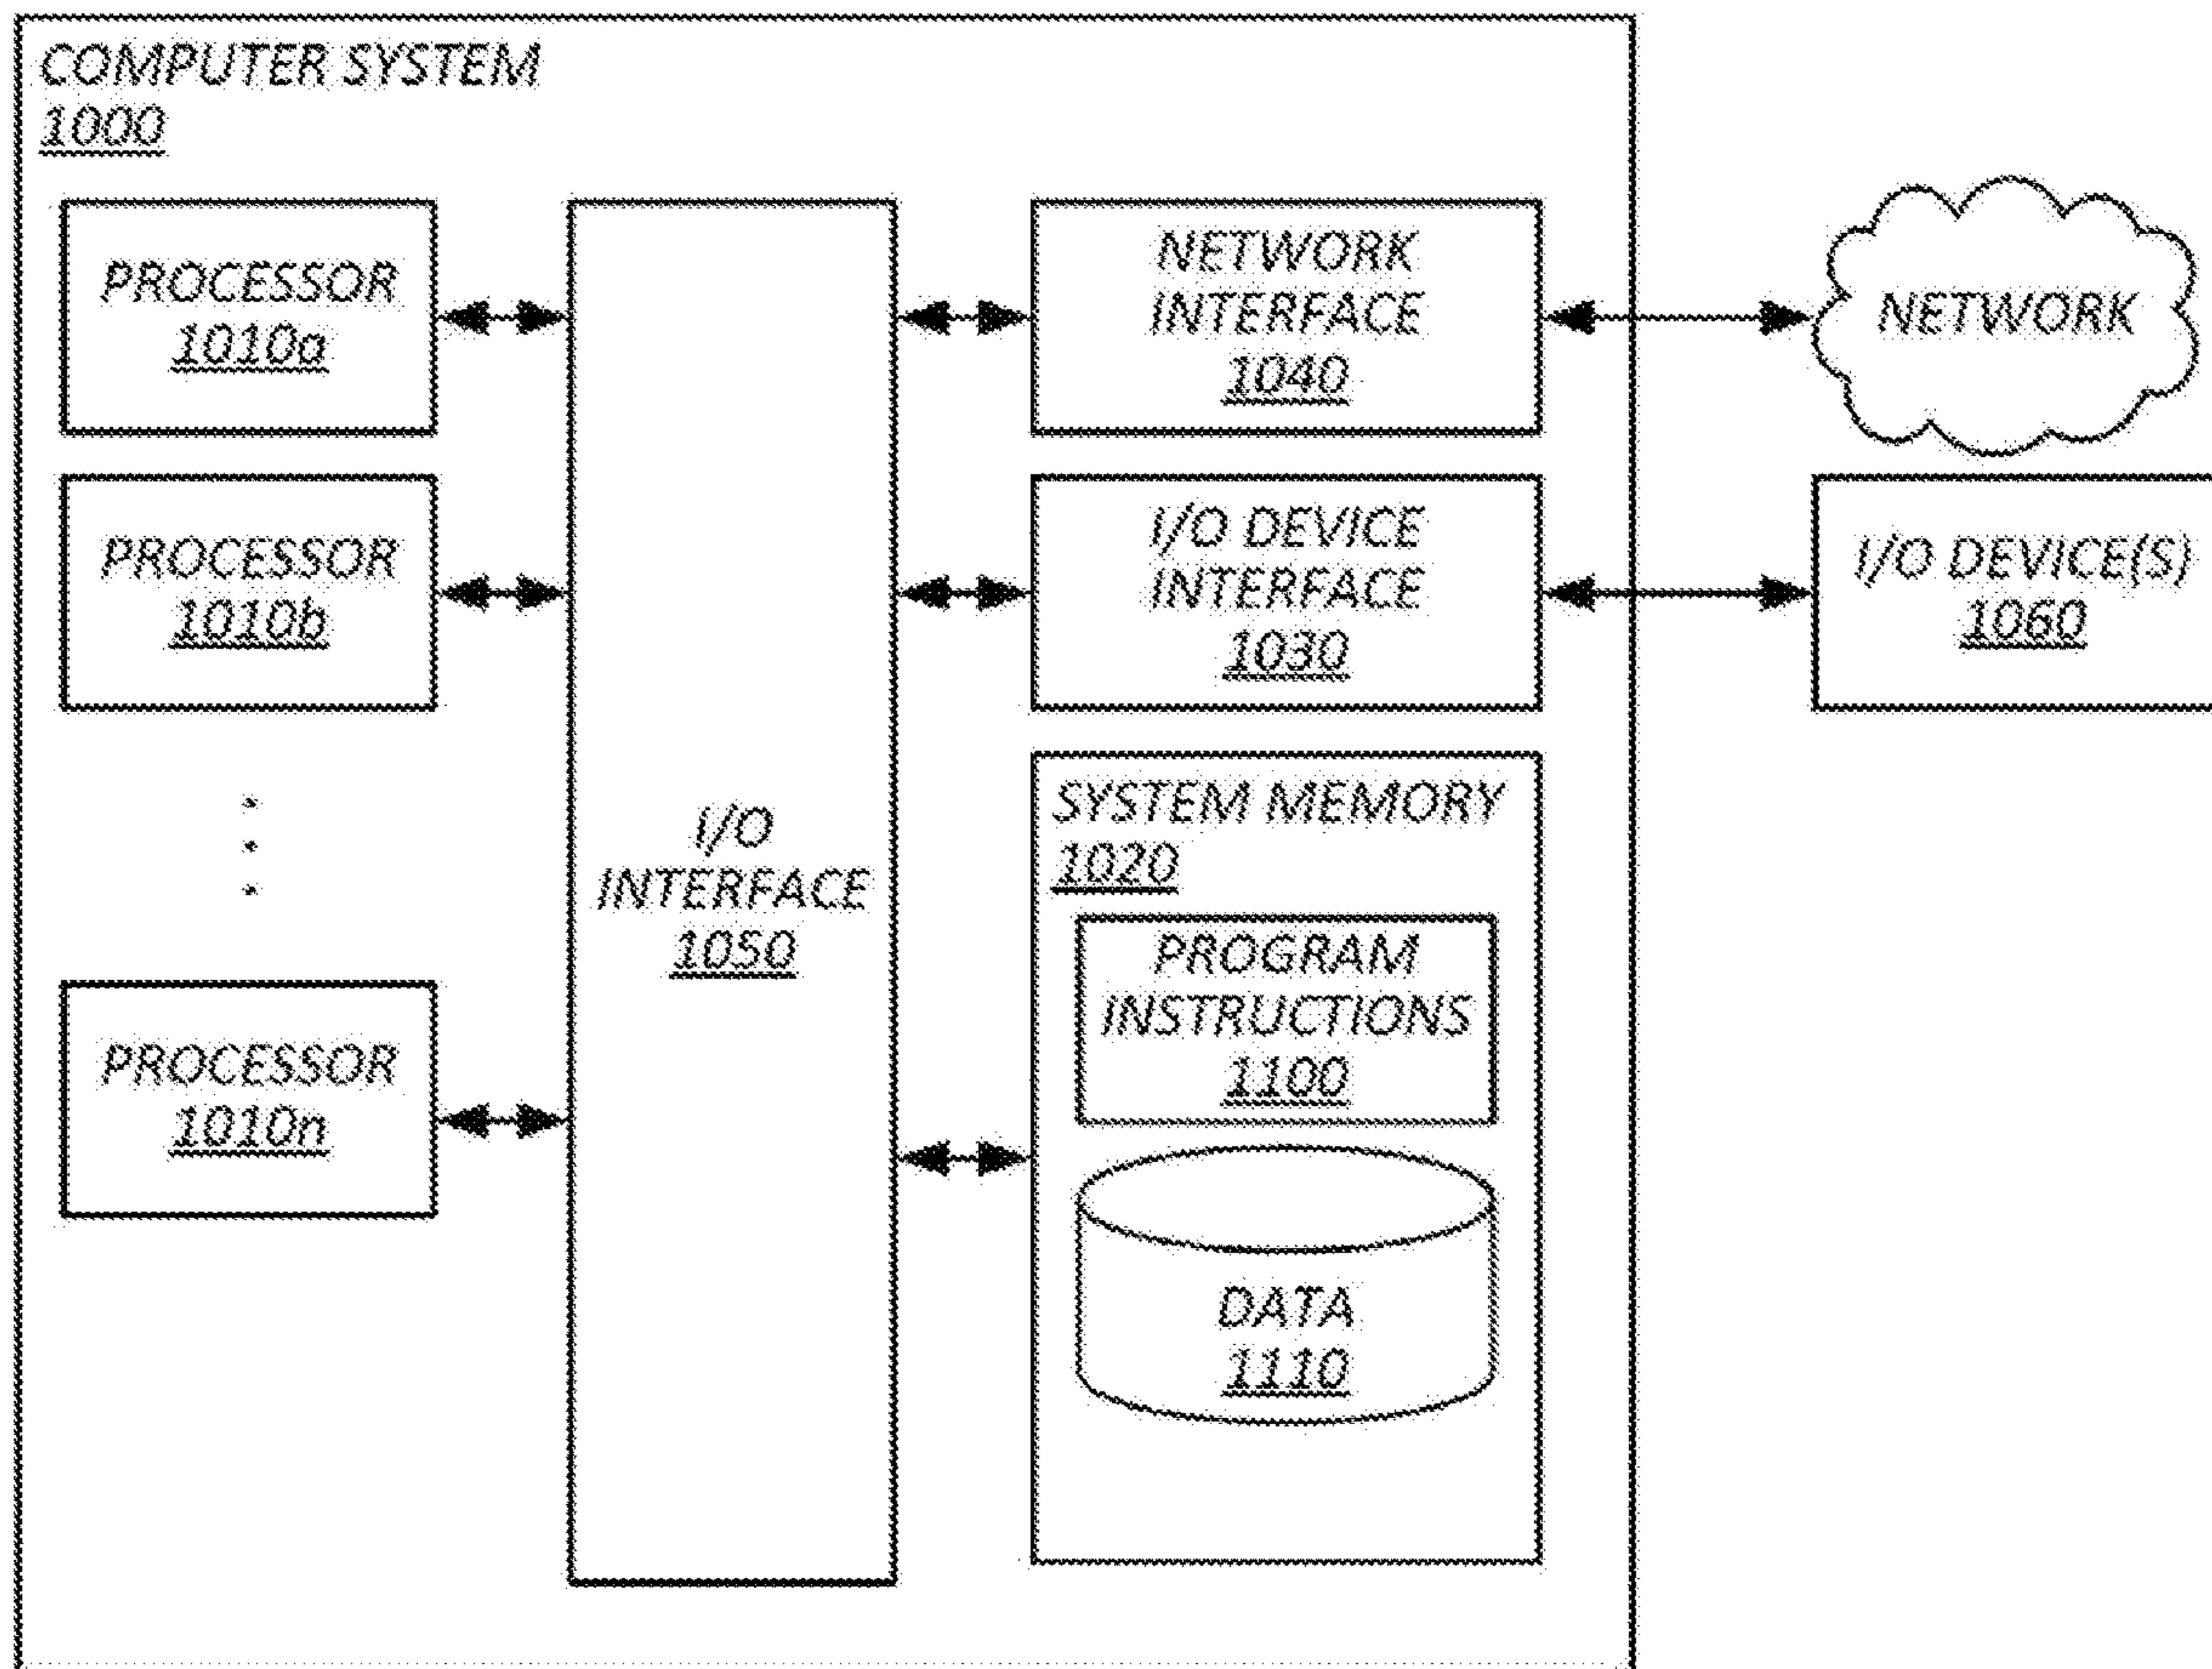 COMPUTER SYSTEM
1000
PROCESSOR
1010a
PROCESSOR
1010b
PROCESSOR
1010n
I/O
INTERFACE
1050
NETWORK
INTERFACE
1040
I/O DEVICE
INTERFACE
1030
SYSTEM MEMORY
1020
PROGRAM
INSTRUCTIONS
1100
DATA
1110
NETWORK
I/O DEVICE(S)
1060